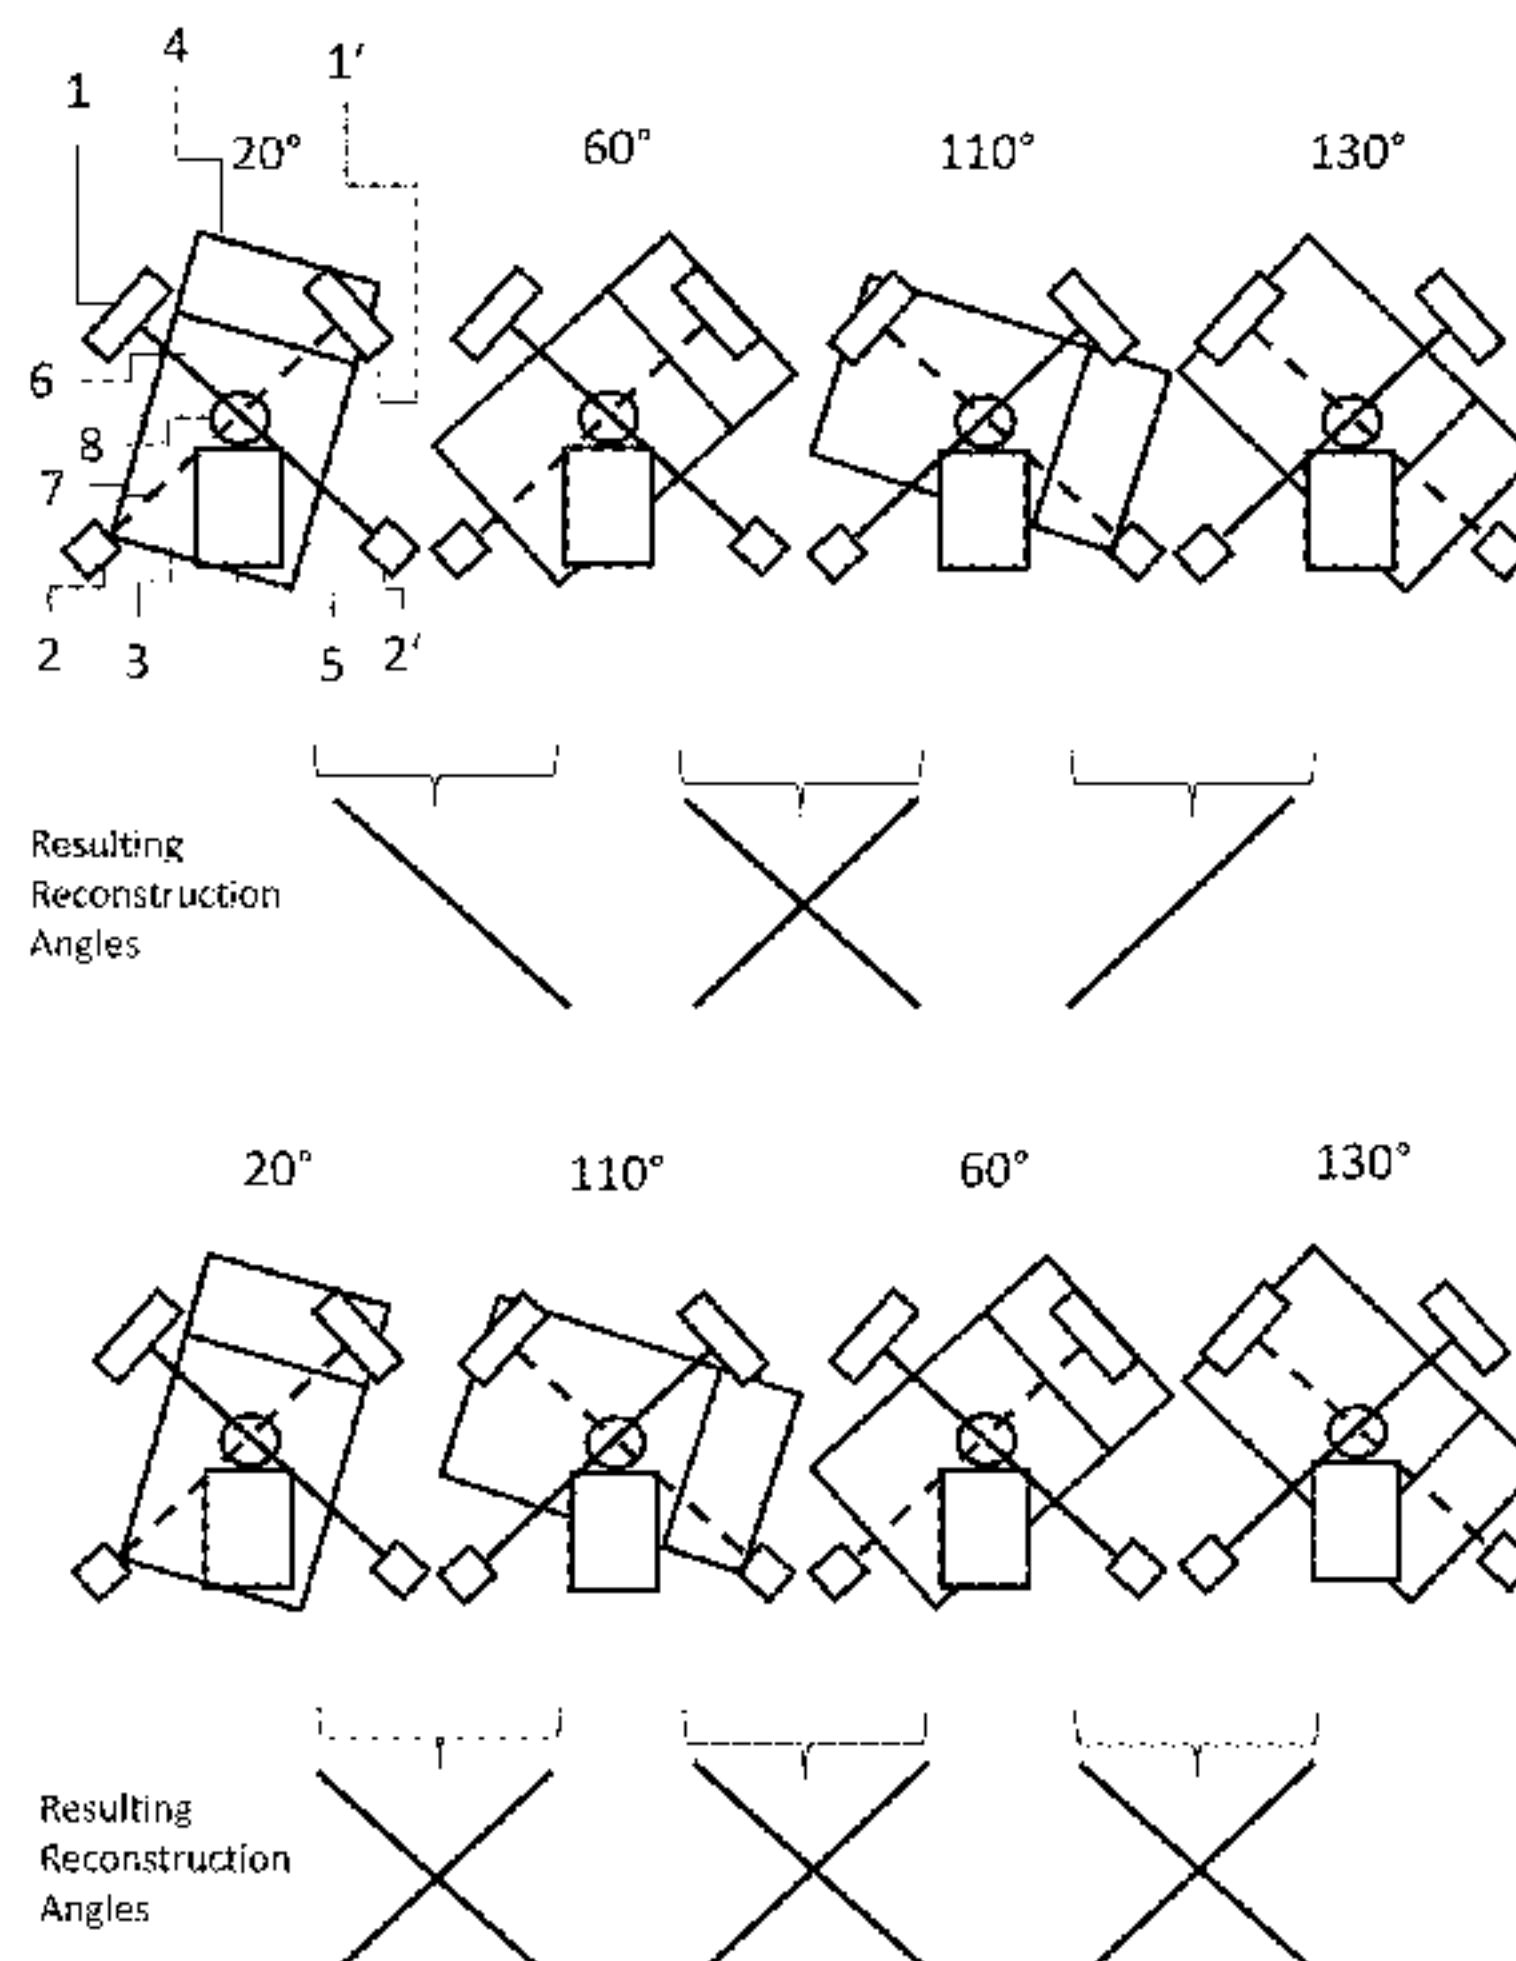 4
1′
1
20° 60° 110° 130°
6
8
7
2 3 5 2′
Resulting
Reconstruction
Angles
20° 110° 60° 130°
Resulting
Reconstruction
Angles